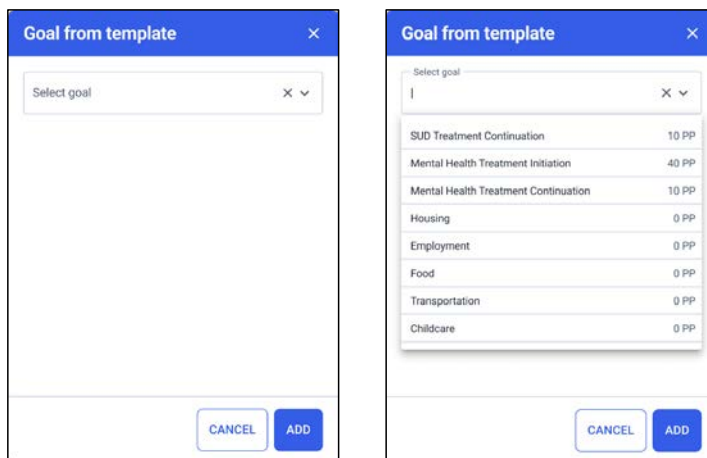 Goal from template
Select goal
CANCEL ADD
Goal from template
Select goal
SUD Treatment Continuation 10 PP
Mental Health Treatment Initiation 40 PP
Mental Health Treatment Continuation 10 PP
Housing 0 PP
Employment 0 PP
Food 0 PP
Transportation 0 PP
Childcare 0 PP
CANCEL ADD